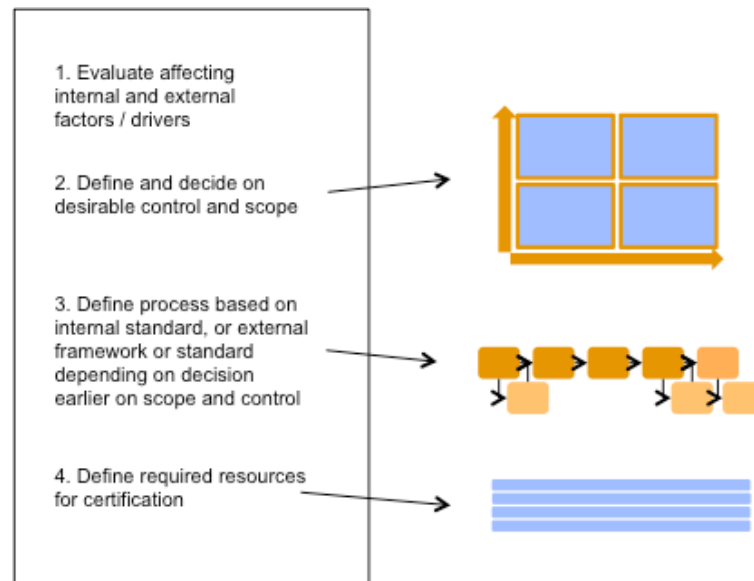 1. Evaluate affecting
internal and external
factors / drivers
2. Define and decide on
desirable control and scope
3. Define process based on
internal standard, or external
framework or standard
depending on decision
earlier on scope and control
4. Define required resources
for certification